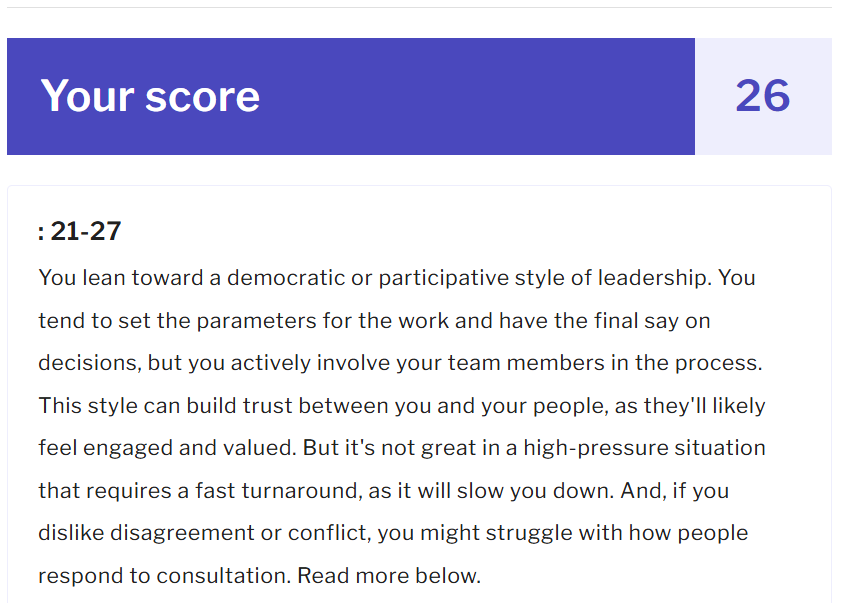 Your score
26
: 21-27
You lean toward a democratic or participative style of leadership. You
tend to set the parameters for the work and have the final say on
decisions, but you actively involve your team members in the process.
This style can build trust between you and your people, as they'll likely
feel engaged and valued. But it's not great in a high-pressure situation
that requires a fast turnaround, as it will slow you down. And, if you
dislike disagreement or conflict, you might struggle with how people
respond to consultation. Read more below.